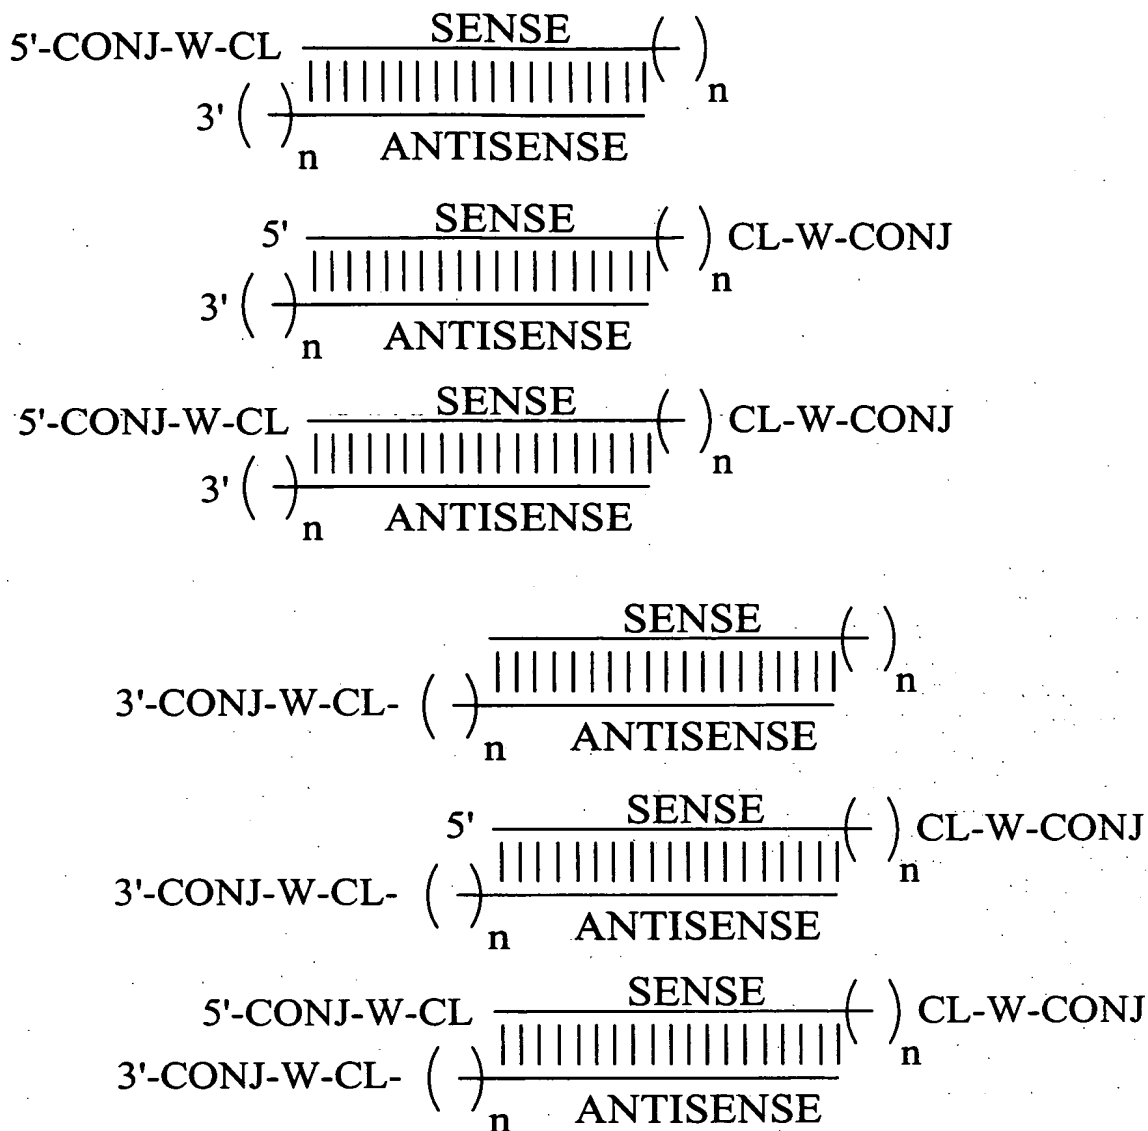 SENSE
5'-CONJ-W-CL ( )n
3' ( )n
ANTISENSE
SENSE
5' ( )n CL-W-CONJ
3' ( )n
ANTISENSE
SENSE
5'-CONJ-W-CL ( )n CL-W-CONJ
3' ( )n
ANTISENSE
SENSE
( )n
3'-CONJ-W-CL- ( )n
ANTISENSE
SENSE
5' ( )n CL-W-CONJ
3'-CONJ-W-CL- ( )n
ANTISENSE
SENSE
5'-CONJ-W-CL ( )n CL-W-CONJ
3'-CONJ-W-CL- ( )n
ANTISENSE